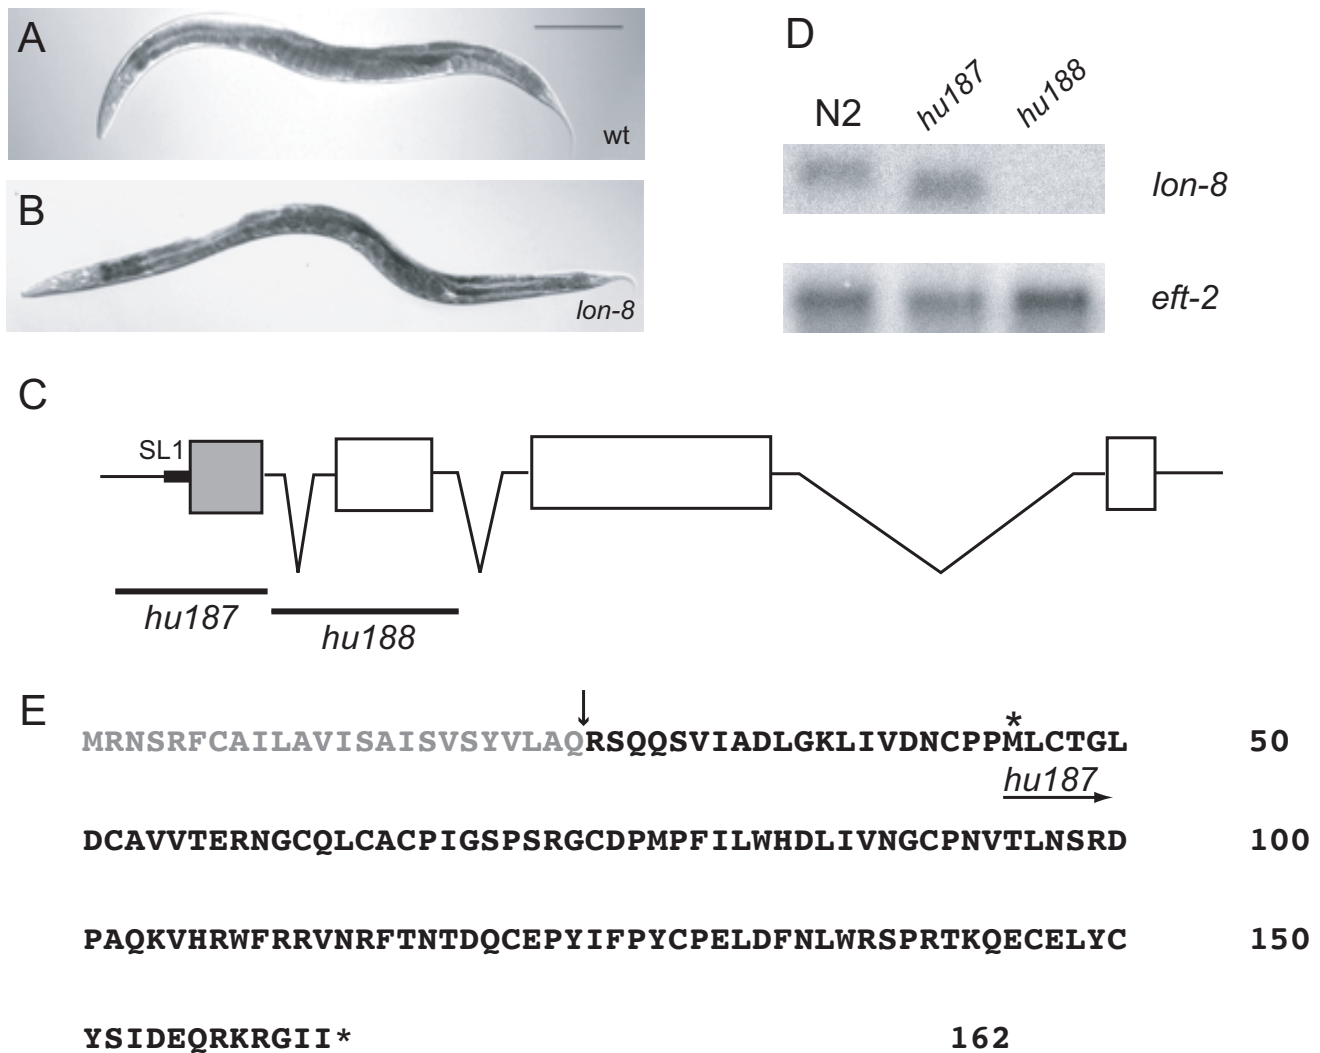 A
wt
B
lon-8
D
N2 hu187 hu188
lon-8
eft-2
C
SL1
hu187
hu188
E
MRNSRFCAILAVISAISVSYVLAQRSQQSVIADLGKLIVDNCPPMLCTGL 50
*
hu187
DCAVVTERNGCQLCACPIGSPSRGCDPMPFILWHDLIVNGCPNVTLNSRD 100
PAQKVHRWFRRVNRFTNTDQCEPYIFPYCPELDFNLWRSPRTKQECELYC 150
YSIDEQRKRGII* 162